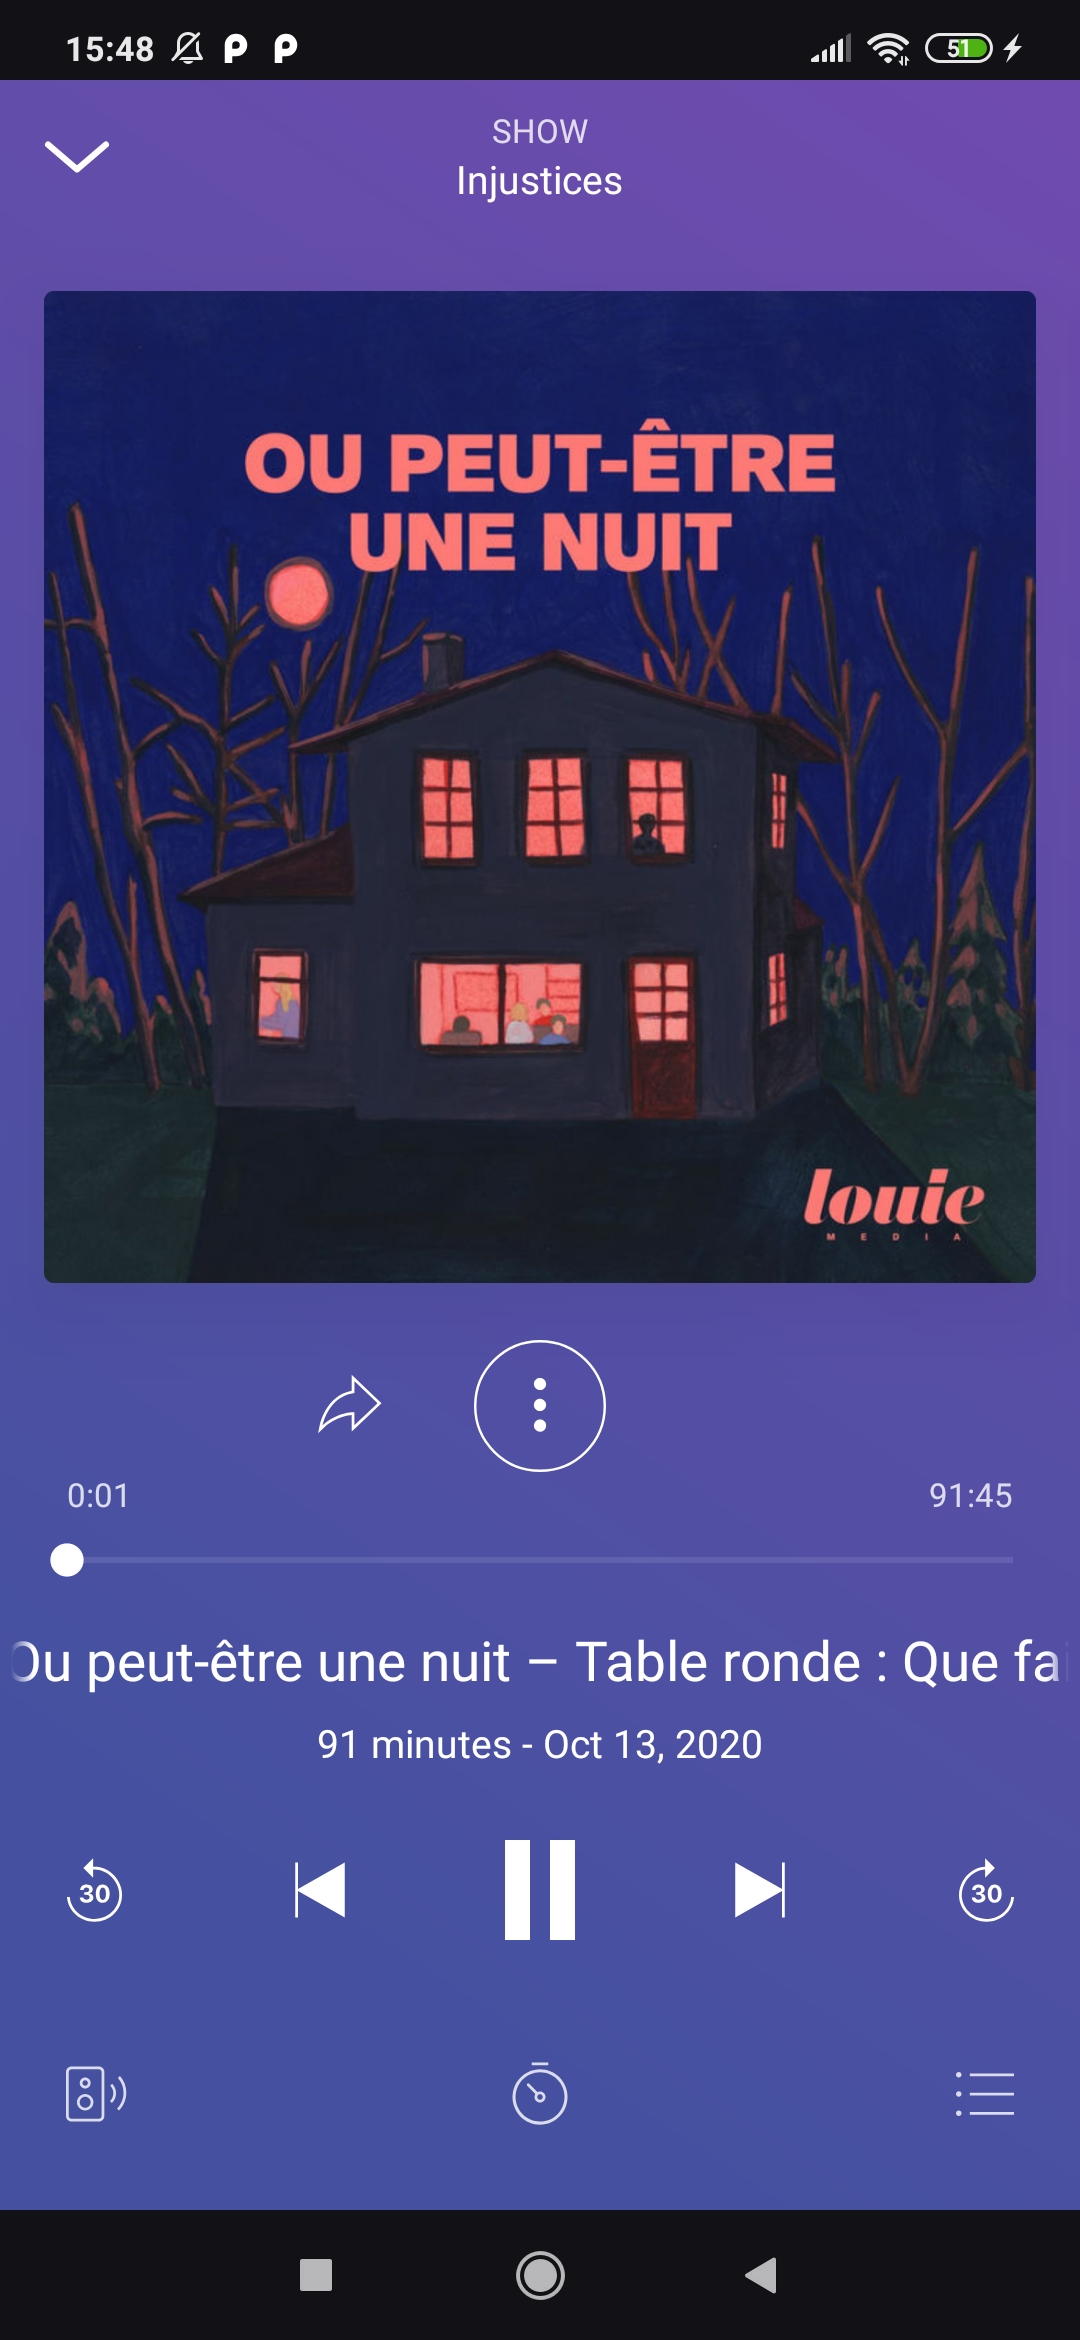 15:48
51
SHOW
Injustices
OU PEUT-ÊTRE
UNE NUIT
louie
MEDIA
0:01
91:45
Ou peut-être une nuit – Table ronde : Que fai
91 minutes - Oct 13, 2020
30
30